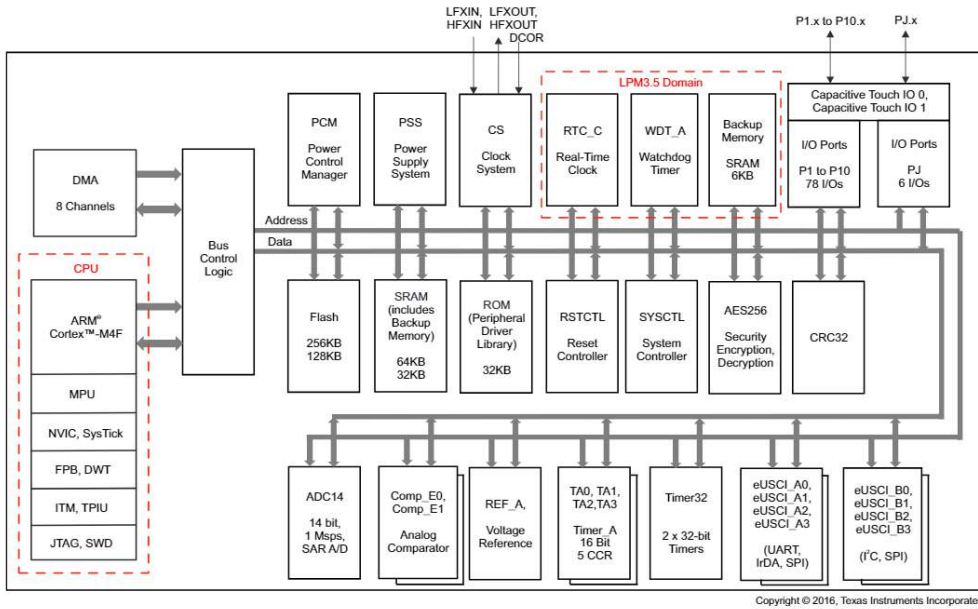 LFXIN,
HFXIN
LFXOUT,
HFXOUT
DCOR
P1.x to P10.x
PJ.x
LPM3.5 Domain
Capacitive Touch IO 0,
Capacitive Touch IO 1
PCM
Power
Control
Manager
PSS
Power
Supply
System
CS
Clock
System
RTC_C
Real-Time
Clock
WDT_A
Watchdog
Timer
Backup
Memory
SRAM
6KB
I/O Ports
P1 to P10
78 I/Os
I/O Ports
PJ
6 I/Os
DMA
8 Channels
Bus
Control
Logic
Address
Data
CPU
ARM®
Cortex™-M4F
MPU
NVIC, SysTick
FPB, DWT
ITM, TPIU
JTAG, SWD
Flash
256KB
128KB
SRAM
(includes
Backup
Memory)
64KB
32KB
ROM
(Peripheral
Driver
Library)
32KB
RSTCTL
Reset
Controller
SYSCTL
System
Controller
AES256
Security
Encryption,
Decryption
CRC32
ADC14
14 bit,
1 Msps,
SAR A/D
Comp_E0,
Comp_E1
Analog
Comparator
REF_A,
Voltage
Reference
TA0, TA1,
TA2,TA3
Timer_A
16 Bit
5 CCR
Timer32
2 x 32-bit
Timers
eUSCI_A0,
eUSCI_A1,
eUSCI_A2,
eUSCI_A3
(UART,
IrDA, SPI)
eUSCI_B0,
eUSCI_B1,
eUSCI_B2,
eUSCI_B3
(I²C, SPI)
Copyright © 2016, Texas Instruments Incorporate